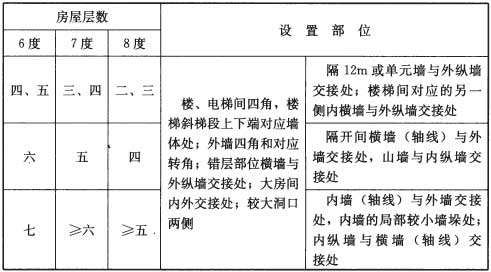 房屋层数
设置部位
6度 7度 8度
四、五 三、四 二、三
楼、电梯间四角，楼
梯斜梯段上下端对应墙
体处；外墙四角和对应
转角；错层部位横墙与
外纵墙交接处；大房间
内外交接处；较大洞口
两侧
隔12m或单元墙与外纵墙
交接处；楼梯间对应的另一
侧内横墙与外纵墙交接处
六 五 四
隔开间横墙（轴线）与外
墙交接处，山墙与内纵墙交
接处
七 ≥六 ≥五
内墙（轴线）与外墙交接
处，内墙的局部较小墙垛处；
内纵墙与横墙（轴线）交
接处